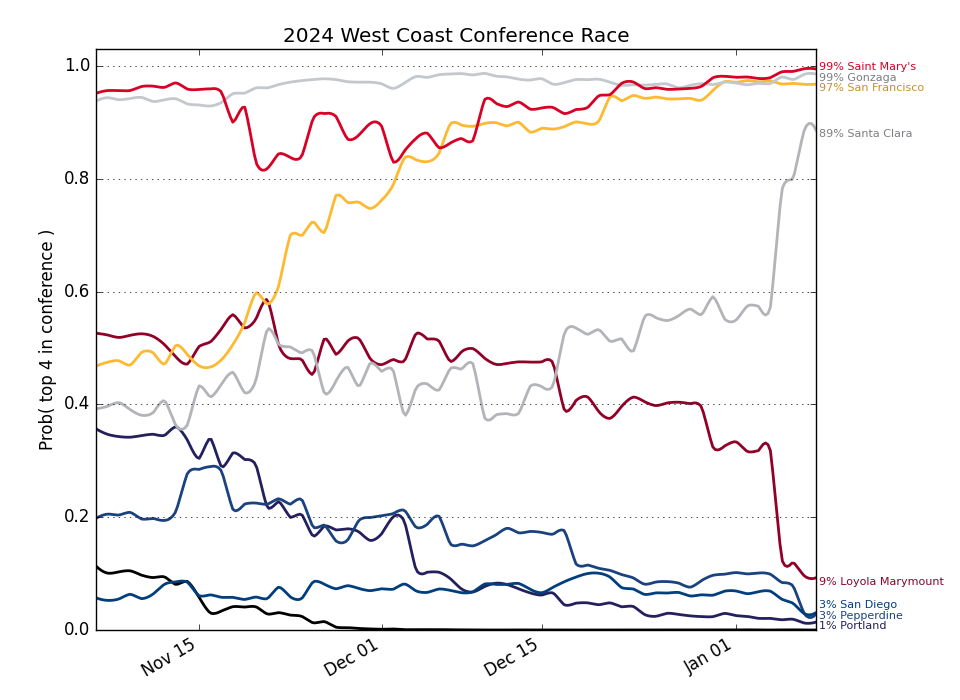 2024 West Coast Conference Race
Prob( top 4 in conference )
1.0
0.8
0.6
0.4
0.2
0.0
Nov 15
Dec 01
Dec 15
Jan 01
99% Saint Mary's
99% Gonzaga
97% San Francisco
89% Santa Clara
9% Loyola Marymount
3% San Diego
3% Pepperdine
1% Portland